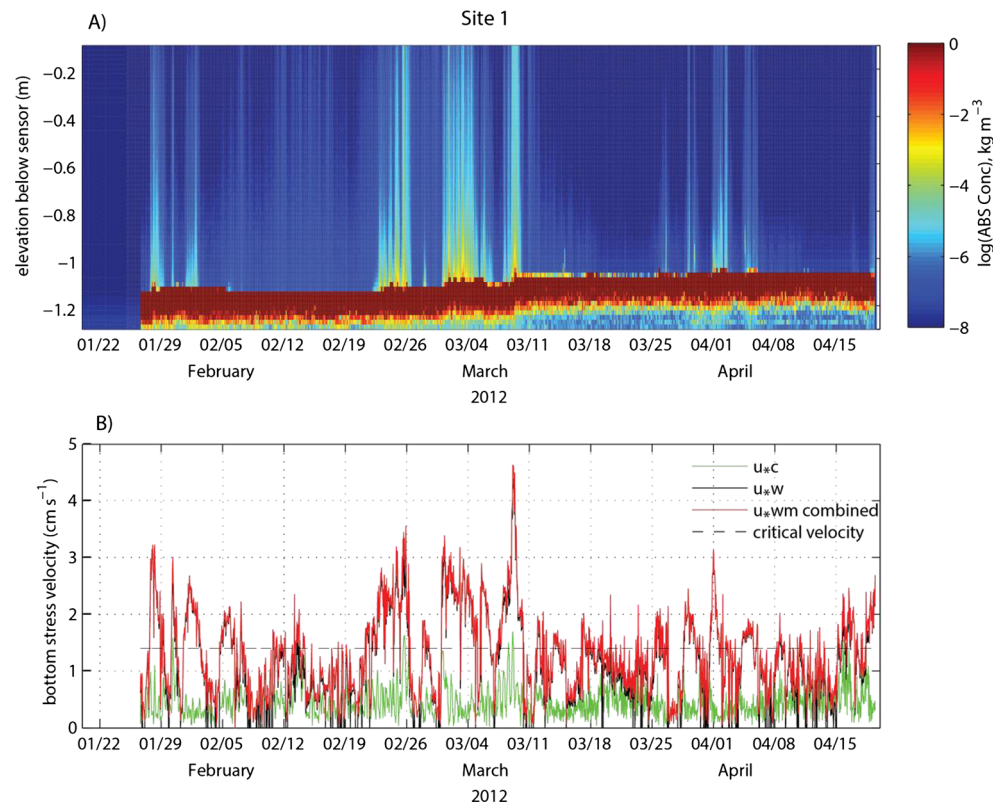 Site 1
A)
elevation below sensor (m)
−0.2
−0.4
−0.6
−0.8
−1
−1.2
01/22 01/29 02/05 02/12 02/19 02/26 03/04 03/11 03/18 03/25 04/01 04/08 04/15
February March April
2012
0
−2
−4
−6
−8
log(ABS Conc), kg m−3
B)
bottom stress velocity (cm s−1)
5
4
3
2
1
0
u*c
u*w
u*wm combined
critical velocity
01/22 01/29 02/05 02/12 02/19 02/26 03/04 03/11 03/18 03/25 04/01 04/08 04/15
February March April
2012